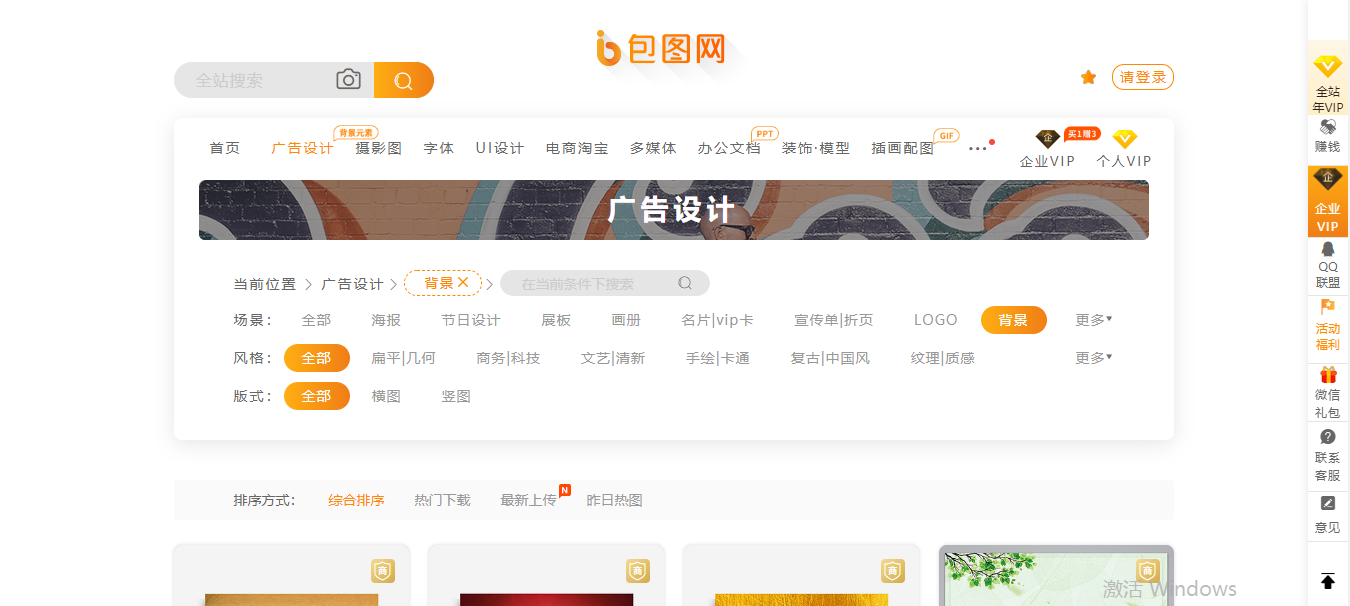 包图网
全站搜索
请登录
背景元素
PPT
GIF
买1赠3
首页 广告设计 摄影图 字体 UI设计 电商淘宝 多媒体 办公文档 装饰·模型 插画配图 ••• 企业VIP 个人VIP
企
广告设计
当前位置 > 广告设计 > 背景 × > 在当前条件下搜索
场景: 全部 海报 节日设计 展板 画册 名片|vip卡 宣传单|折页 LOGO 背景 更多
风格: 全部 扁平|几何 商务|科技 文艺|清新 手绘|卡通 复古|中国风 纹理|质感 更多
版式: 全部 横图 竖图
排序方式: 综合排序 热门下载 最新上传 N 昨日热图
商 商 商 商
激活 Windows
全站
年VIP
赚钱
企
企业
VIP
QQ
联盟
活动
福利
微信
礼包
联系
客服
意见